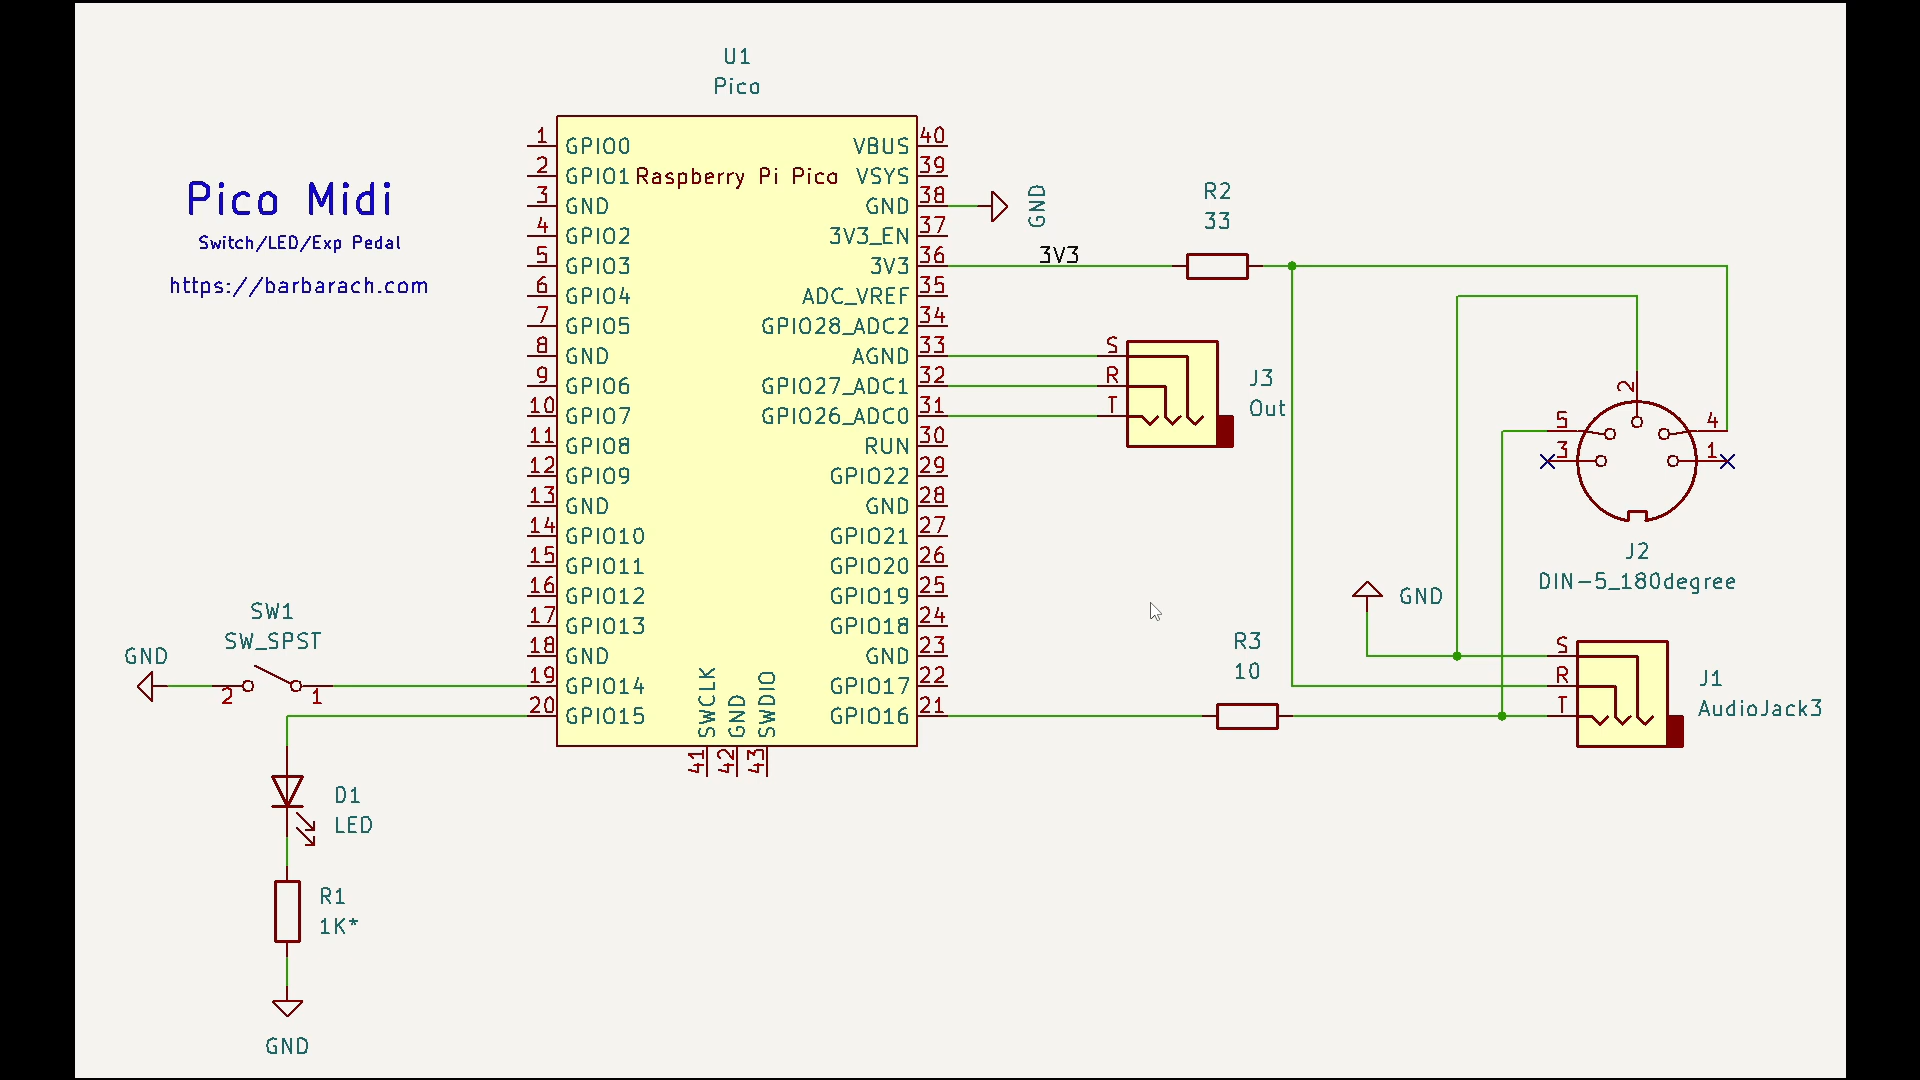 U1
Pico
Pico Midi
Switch/LED/Exp Pedal
https://barbarach.com
Raspberry Pi Pico
1 GPIO0
2 GPIO1
3 GND
4 GPIO2
5 GPIO3
6 GPIO4
7 GPIO5
8 GND
9 GPIO6
10 GPIO7
11 GPIO8
12 GPIO9
13 GND
14 GPIO10
15 GPIO11
16 GPIO12
17 GPIO13
18 GND
19 GPIO14
20 GPIO15
VBUS 40
VSYS 39
GND 38
3V3_EN 37
3V3 36
ADC_VREF 35
GPIO28_ADC2 34
AGND 33
GPIO27_ADC1 32
GPIO26_ADC0 31
RUN 30
GPIO22 29
GND 28
GPIO21 27
GPIO20 26
GPIO19 25
GPIO18 24
GND 23
GPIO17 22
GPIO16 21
SWCLK 41
GND 42
SWDIO 43
GND
3V3
R2
33
S
R
T
J3
Out
2
5
4
3
1
J2
DIN-5_180degree
GND
R3
10
S
R
T
J1
AudioJack3
SW1
SW_SPST
GND
2
1
D1
LED
R1
1K*
GND